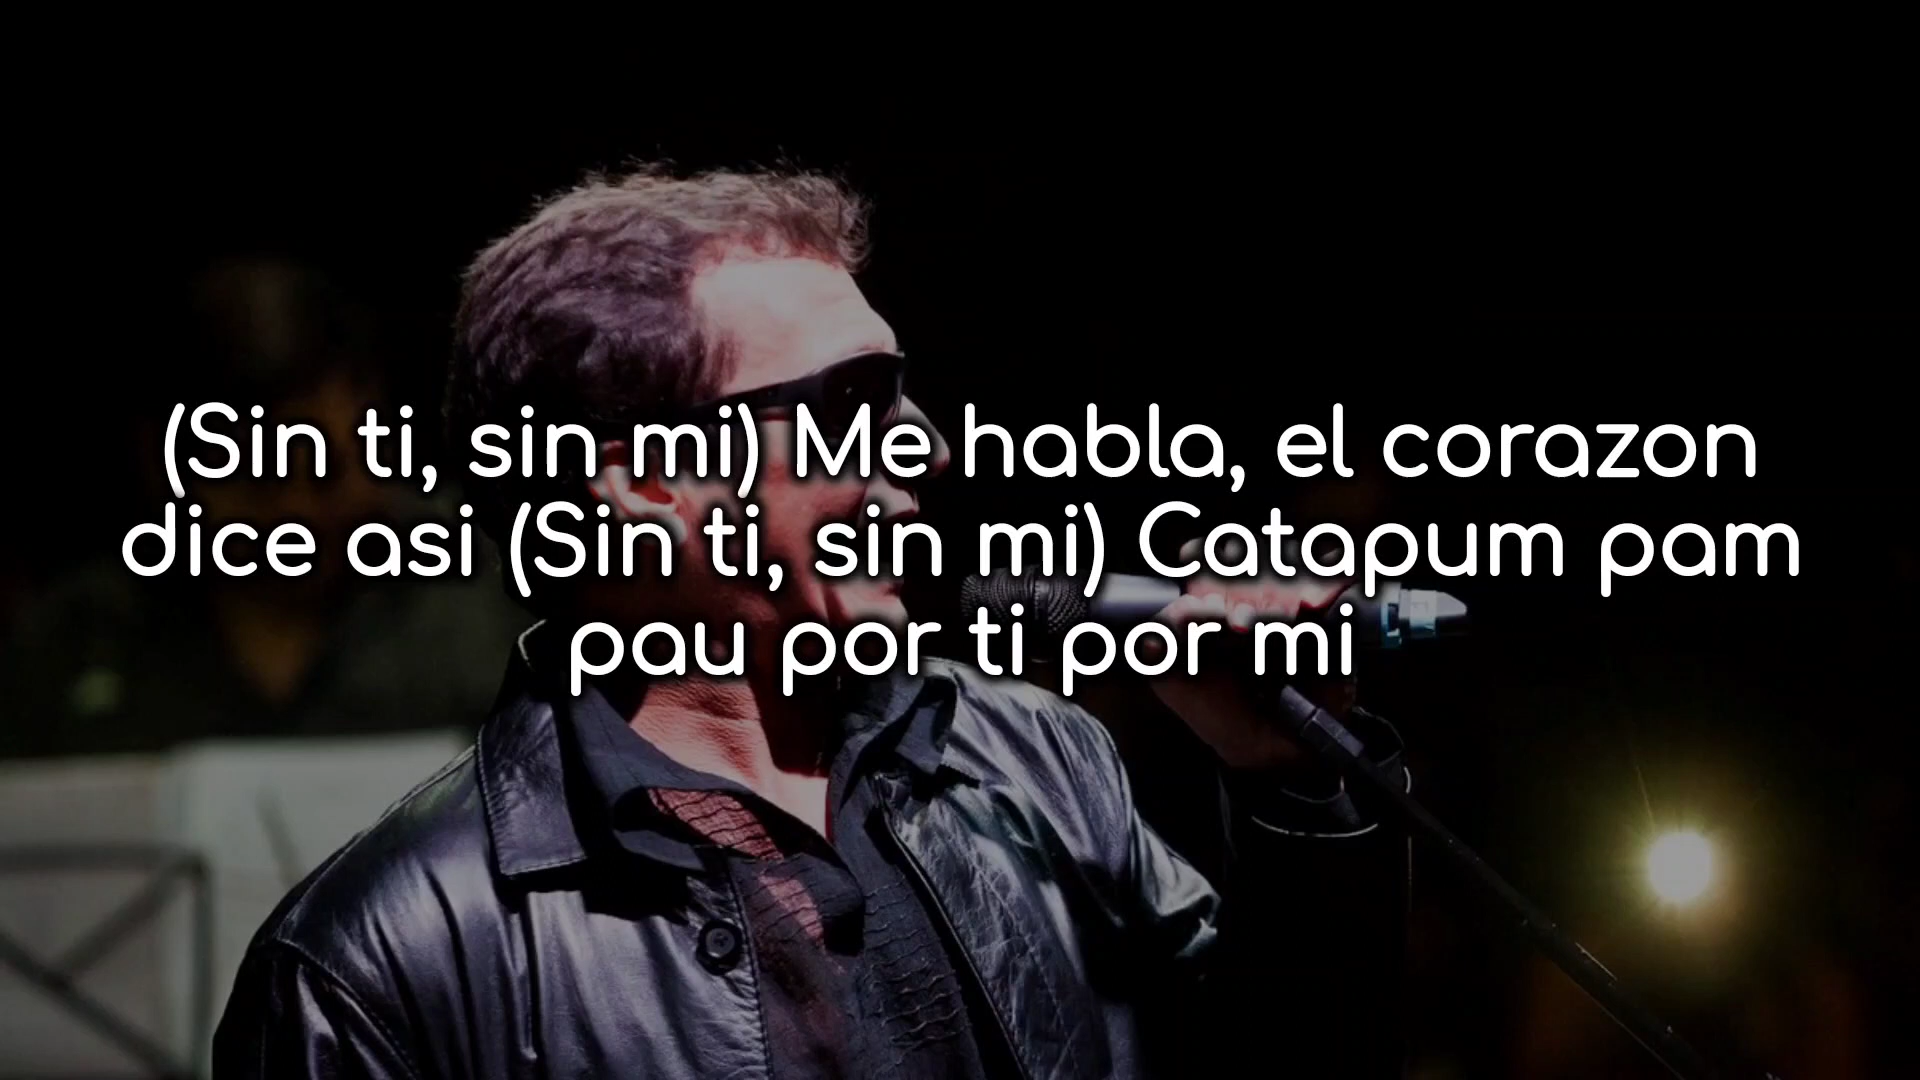 (Sin ti, sin mi) Me habla, el corazon
dice asi (Sin ti, sin mi) Catapum pam
pau por ti por mi